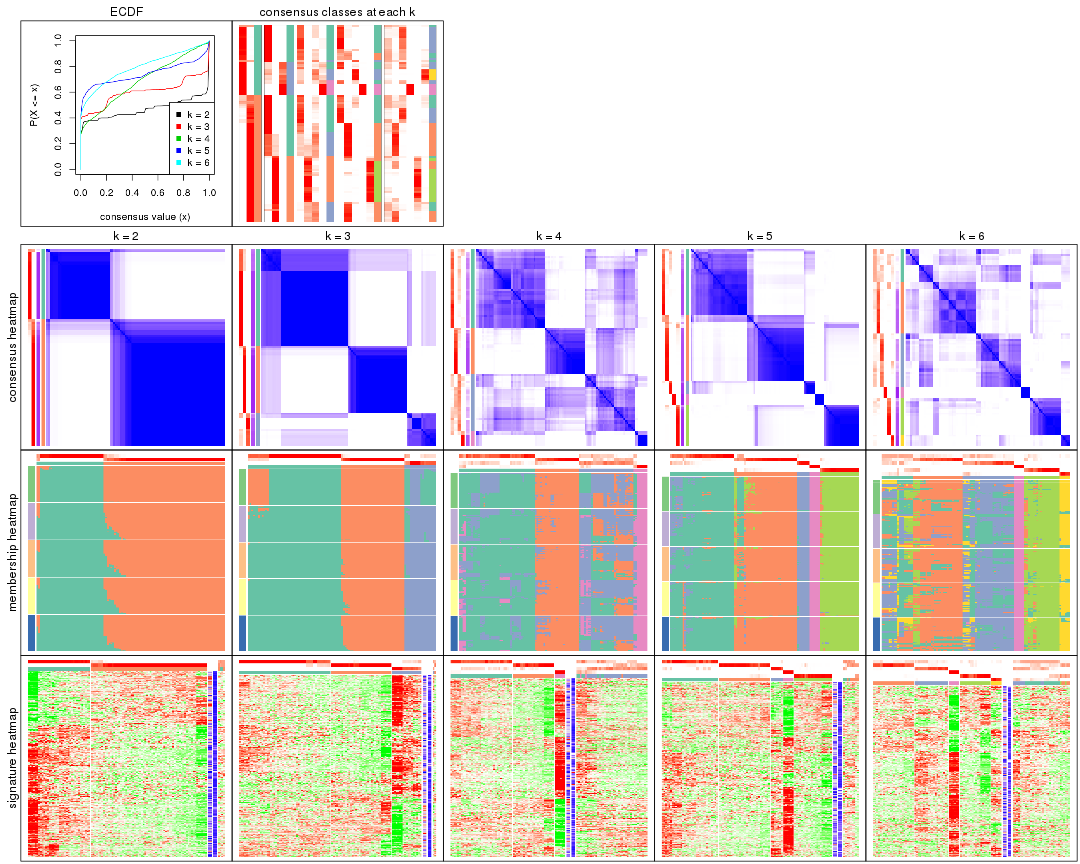 ECDF
consensus classes at each k
P(X <= x)
1.0
0.8
0.6
0.4
0.2
0.0
k = 2
k = 3
k = 4
k = 5
k = 6
0.0 0.2 0.4 0.6 0.8 1.0
consensus value (x)
k = 2
k = 3
k = 4
k = 5
k = 6
consensus heatmap
membership heatmap
signature heatmap